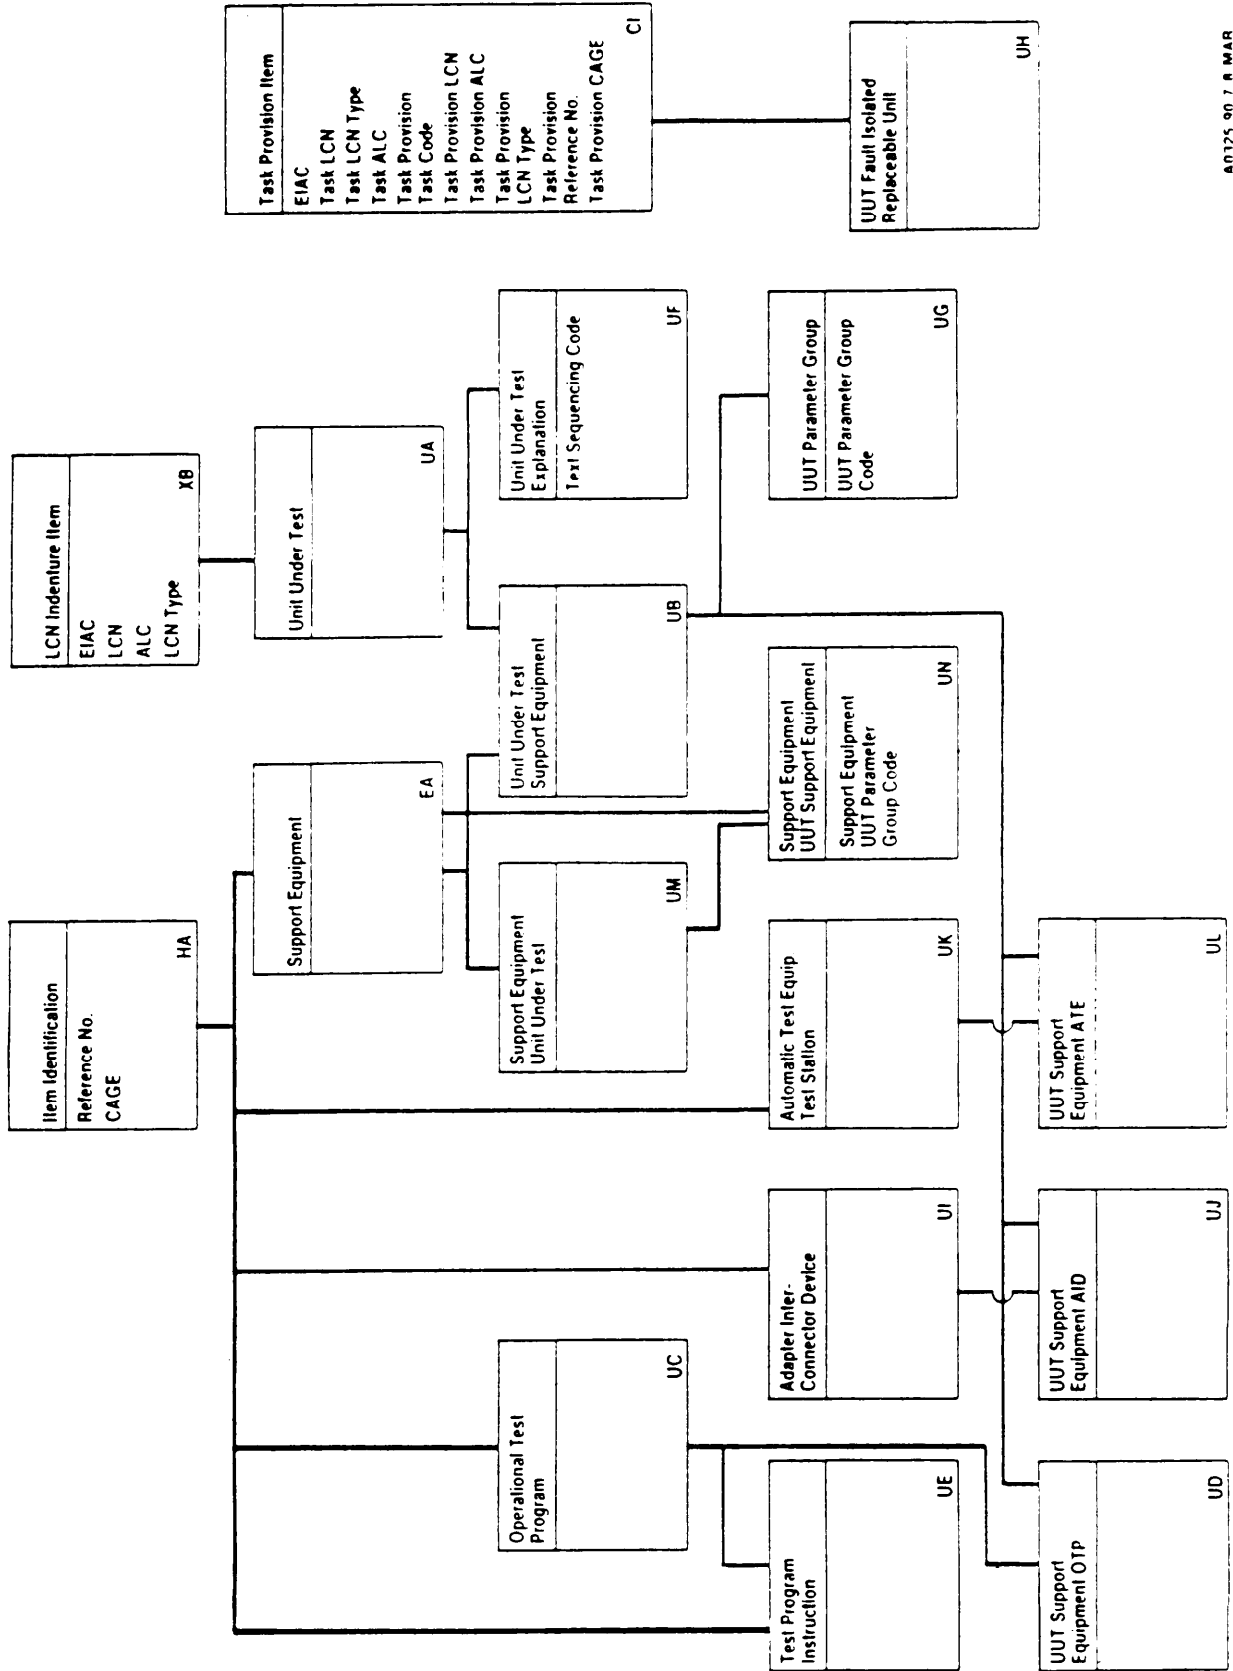 Item Identification
Reference No.
CAGE
HA
LCN Indenture Item
EIAC
LCN
ALC
LCN Type
XB
Task Provision Item
EIAC
Task LCN
Task LCN Type
Task ALC
Task Provision
Task Code
Task Provision LCN
Task Provision ALC
Task Provision
LCN Type
Task Provision
Reference No.
Task Provision CAGE
CI
Support Equipment
EA
Unit Under Test
UA
Operational Test
Program
UC
Support Equipment
Unit Under Test
UM
Unit Under Test
Support Equipment
UB
Unit Under Test
Explanation
Text Sequencing Code
UF
Test Program
Instruction
UE
Adapter Inter-
Connector Device
UI
Automatic Test Equip
Test Station
UK
Support Equipment
UUT Support Equipment
Support Equipment
UUT Parameter
Group Code
UN
UUT Parameter Group
UUT Parameter Group
Code
UG
UUT Fault Isolated
Replaceable Unit
UH
UUT Support
Equipment OTP
UD
UUT Support
Equipment AID
UJ
UUT Support
Equipment ATE
UL
A0325 90 7 8 MAR